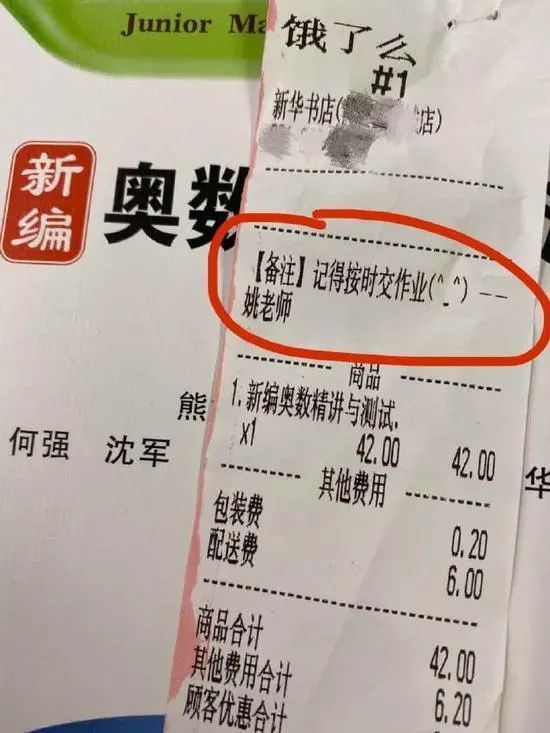 Junior Ma
饿了么
#1
新华书店(
店)
新编
奥数
【备注】记得按时交作业(^_^) --
姚老师
商品
1. 新编奥数精讲与测试.
x1 42.00 42.00
其他费用
包装费 0.20
配送费 6.00
商品合计 42.00
其他费用合计 6.20
顾客优惠合计
熊
何强 沈军
华